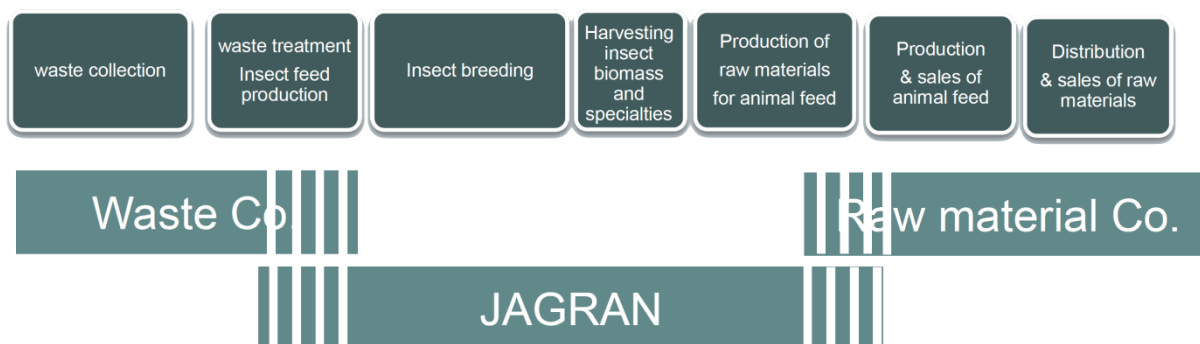 waste collection
waste treatment
Insect feed
production
Insect breeding
Harvesting
insect
biomass
and
specialties
Production of
raw materials
for animal feed
Production
& sales of
animal feed
Distribution
& sales of raw
materials
Waste Co.
Raw material Co.
JAGRAN